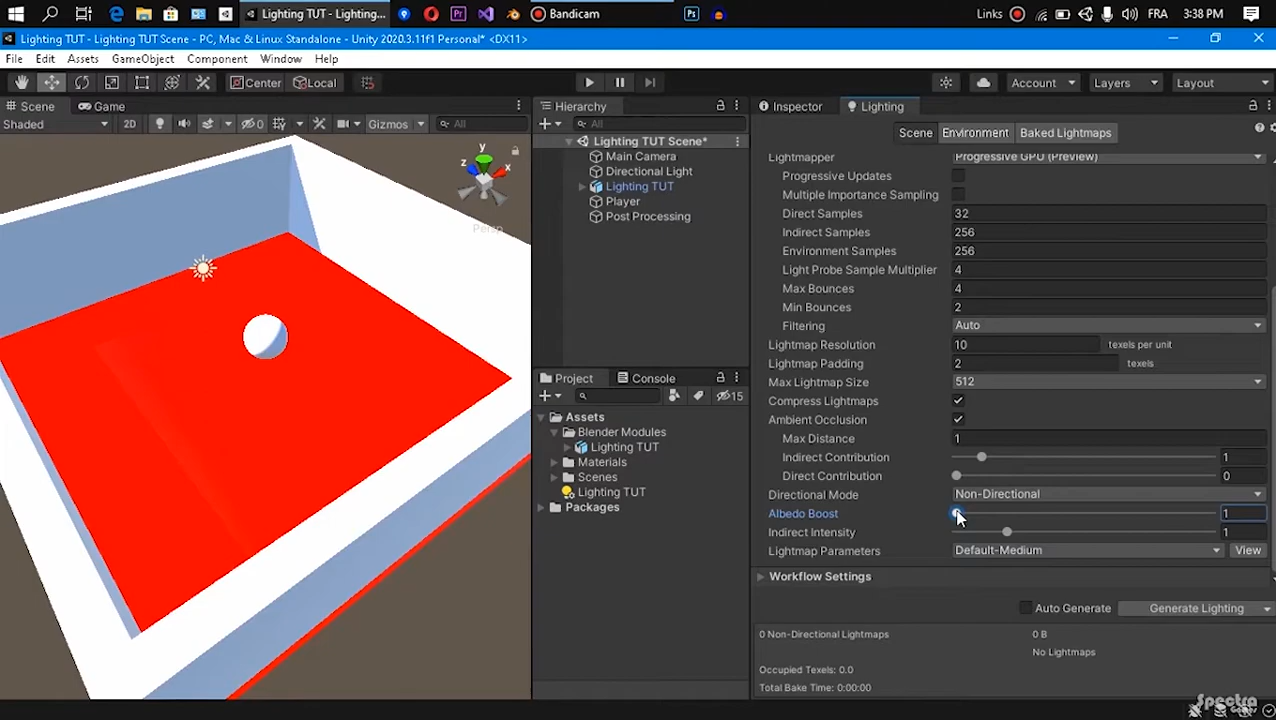 Lighting TUT - Lighting... Bandicam Links FRA 3:38 PM
Lighting TUT - Lighting TUT Scene - PC, Mac & Linux Standalone - Unity 2020.3.11f1 Personal* <DX11>
File Edit Assets GameObject Component Window Help
Center Local Account Layers Layout
Scene Game Hierarchy Inspector Lighting
Shaded 2D 0 Gizmos All All Scene Environment Baked Lightmaps
y
z x
Persp
Lighting TUT Scene*
Main Camera
Directional Light
Lighting TUT
Player
Post Processing
Project Console
15
Assets
Blender Modules
Lighting TUT
Materials
Scenes
Lighting TUT
Packages
Lightmapper Progressive GPU (Preview)
Progressive Updates
Multiple Importance Sampling
Direct Samples 32
Indirect Samples 256
Environment Samples 256
Light Probe Sample Multiplier 4
Max Bounces 4
Min Bounces 2
Filtering Auto
Lightmap Resolution 10 texels per unit
Lightmap Padding 2 texels
Max Lightmap Size 512
Compress Lightmaps
Ambient Occlusion
Max Distance 1
Indirect Contribution 1
Direct Contribution 0
Directional Mode Non-Directional
Albedo Boost 1
Indirect Intensity 1
Lightmap Parameters Default-Medium View
Workflow Settings
Auto Generate Generate Lighting
0 Non-Directional Lightmaps 0 B
No Lightmaps
Occupied Texels: 0.0
Total Bake Time: 0:00:00
Spectra